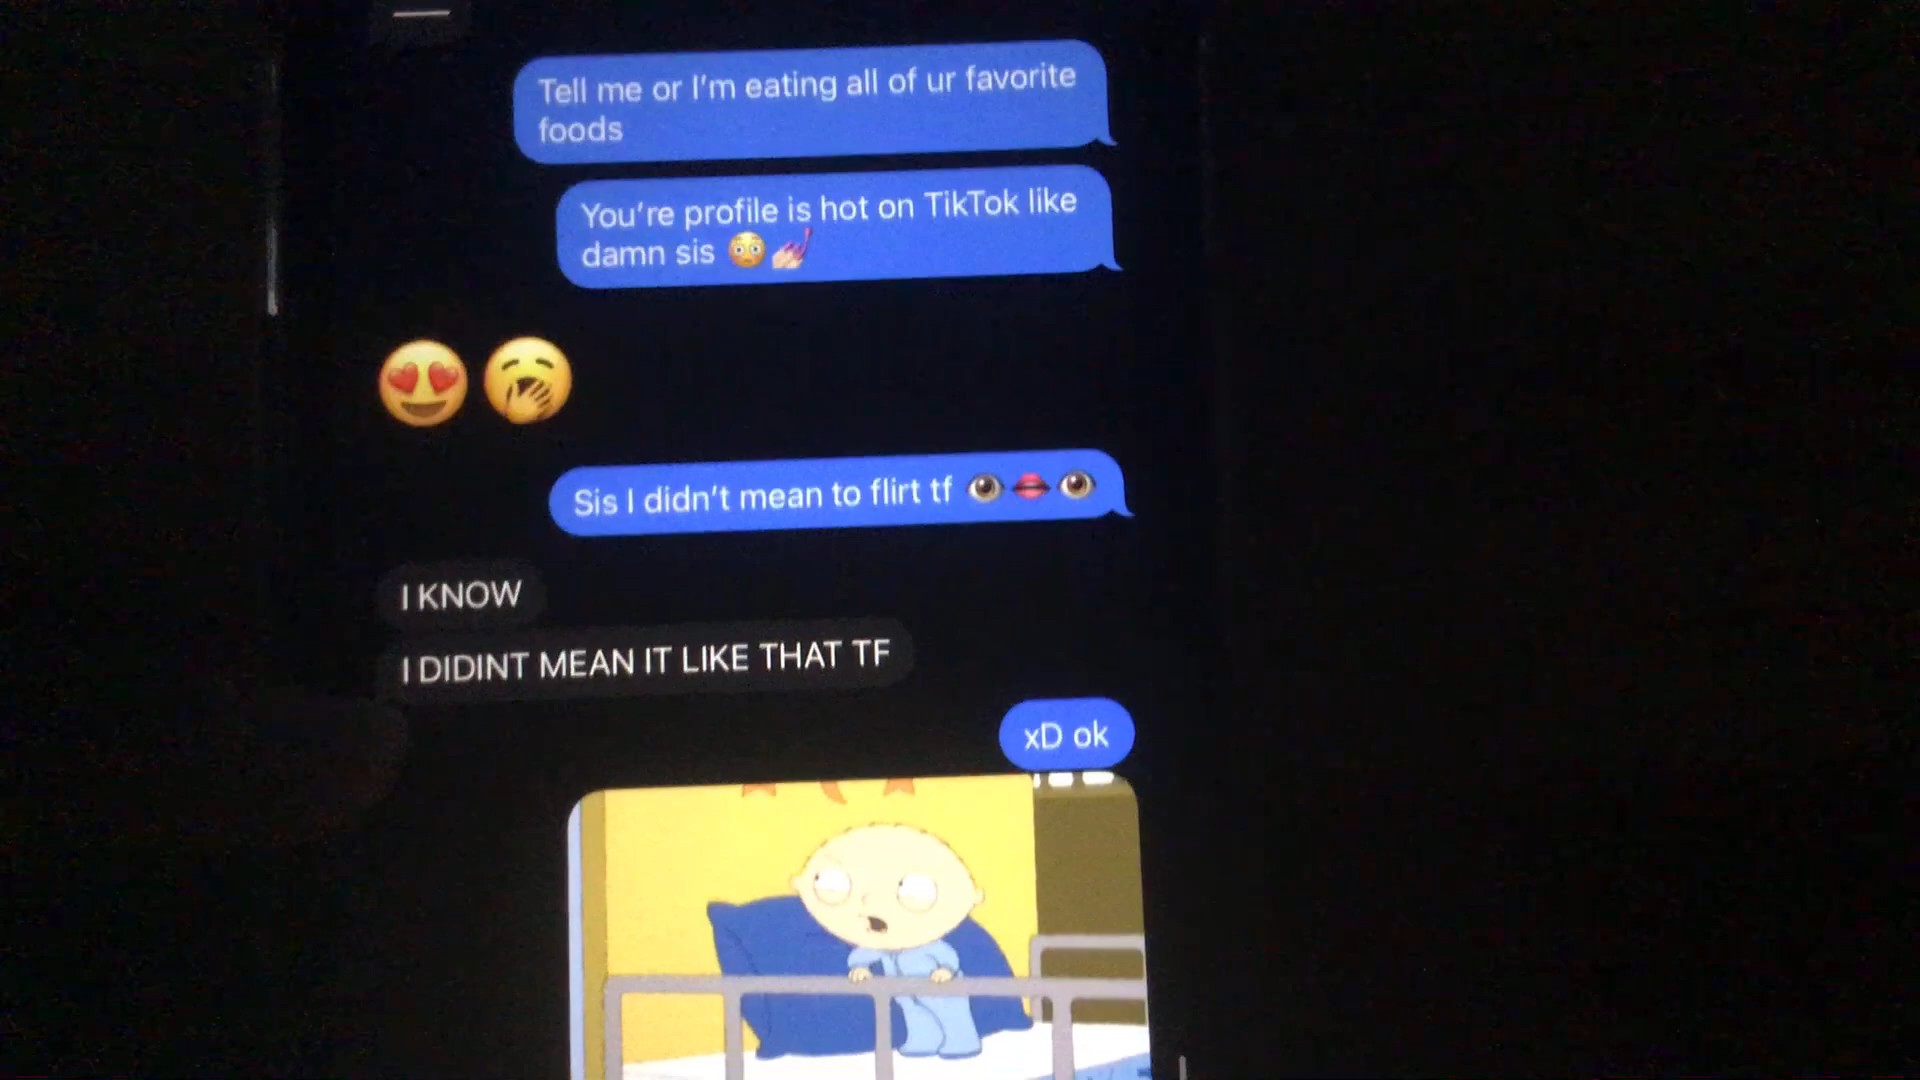 Tell me or I'm eating all of ur favorite
foods
You're profile is hot on TikTok like
damn sis 😳💅🏻
😍🥱
Sis I didn't mean to flirt tf 👁️👄👁️
I KNOW
I DIDINT MEAN IT LIKE THAT TF
xD ok